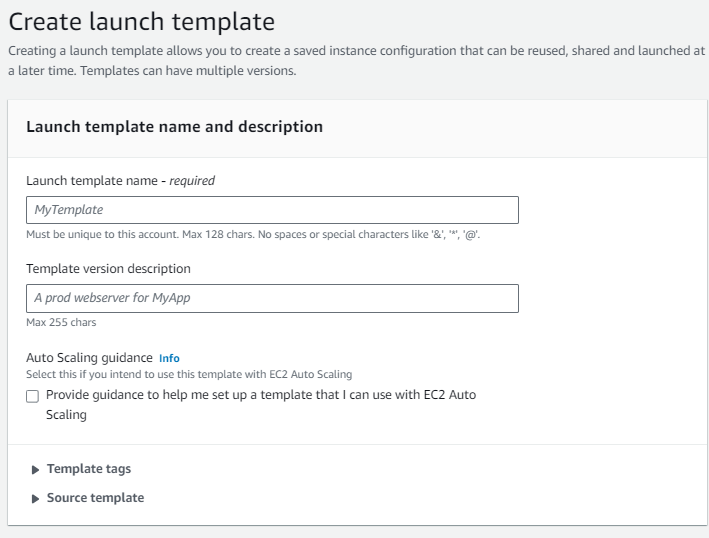 Create launch template
Creating a launch template allows you to create a saved instance configuration that can be reused, shared and launched at
a later time. Templates can have multiple versions.
Launch template name and description
Launch template name - required
MyTemplate
Must be unique to this account. Max 128 chars. No spaces or special characters like '&', '*', '@'.
Template version description
A prod webserver for MyApp
Max 255 chars
Auto Scaling guidance Info
Select this if you intend to use this template with EC2 Auto Scaling
Provide guidance to help me set up a template that I can use with EC2 Auto
Scaling
Template tags
Source template